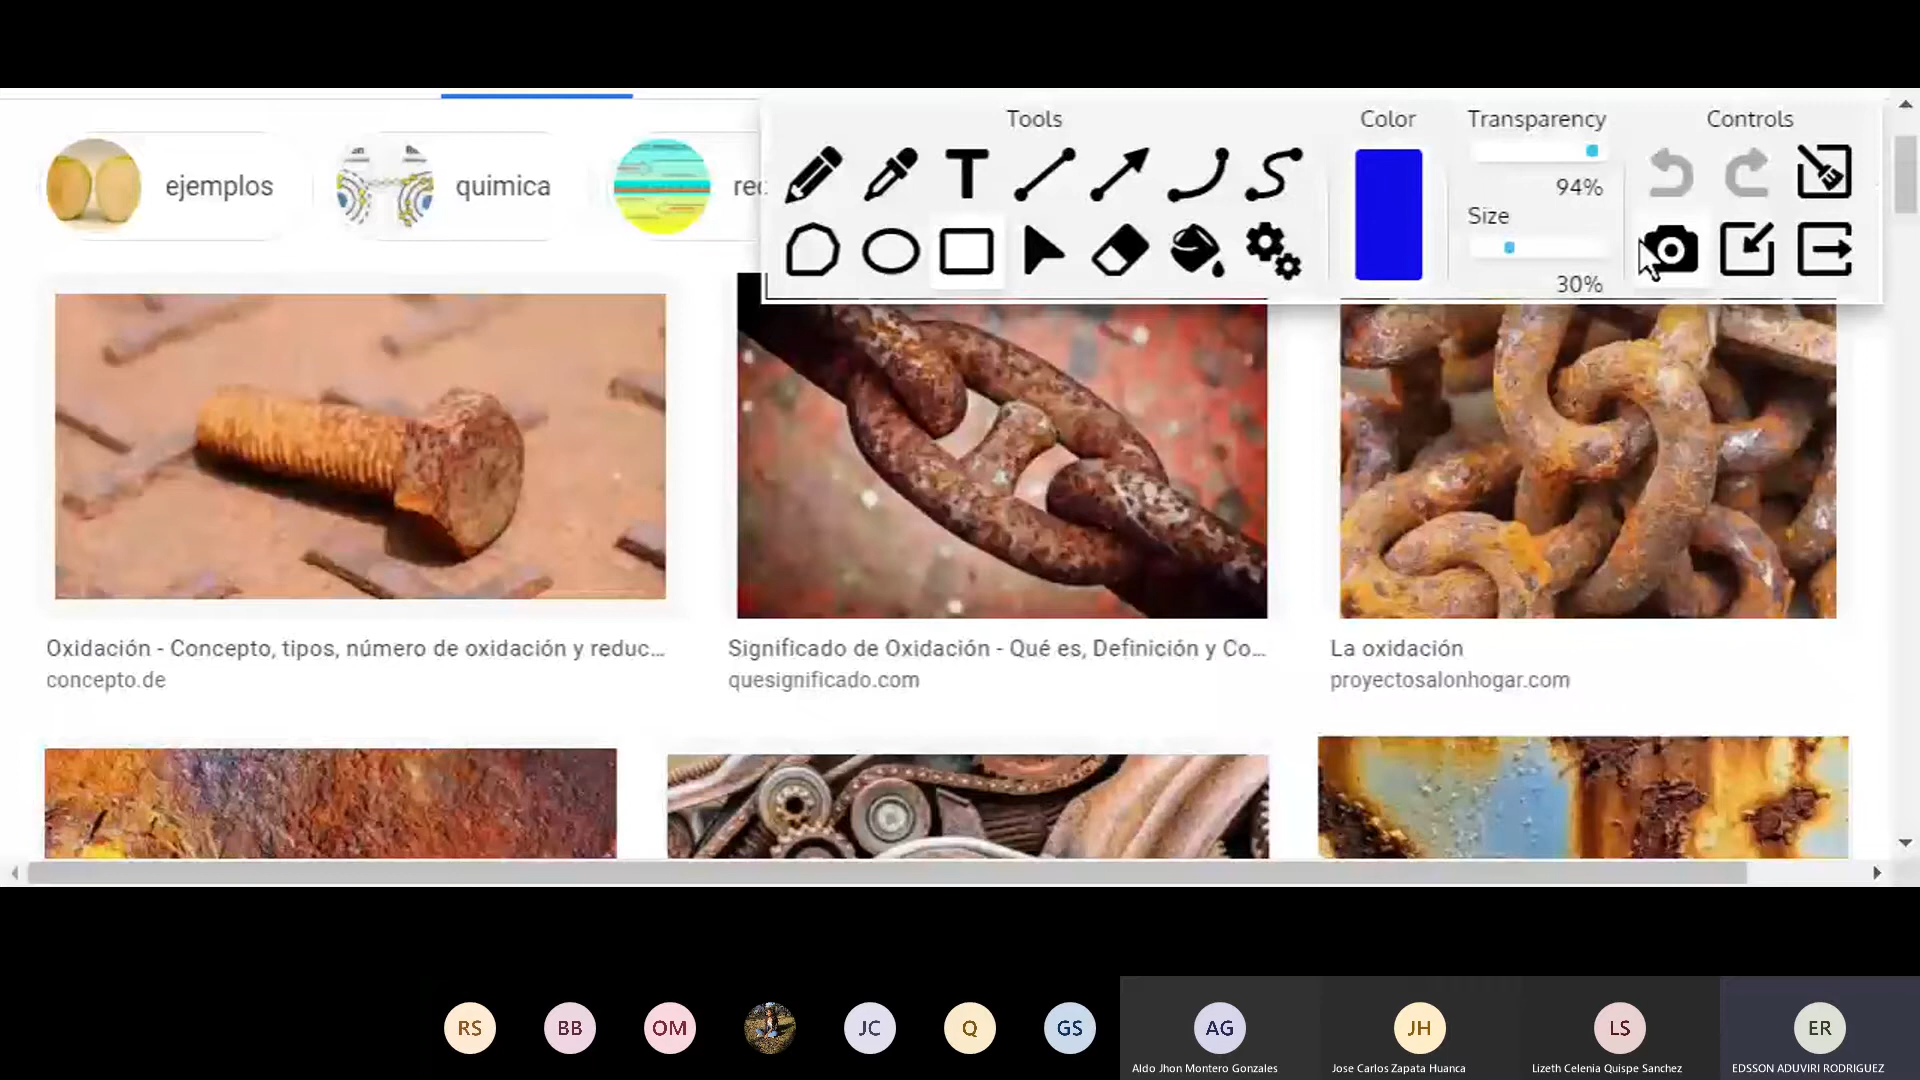 Tools
Color
Transparency
Controls
ejemplos
quimica
94%
Size
30%
Oxidación - Concepto, tipos, número de oxidación y reduc...
concepto.de
Significado de Oxidación - Qué es, Definición y Co...
quesignificado.com
La oxidación
proyectosalonhogar.com
RS
BB
OM
JC
Q
GS
AG
JH
LS
ER
Aldo Jhon Montero Gonzales
Jose Carlos Zapata Huanca
Lizeth Celenia Quispe Sanchez
EDSSON ADUVIRI RODRIGUEZ